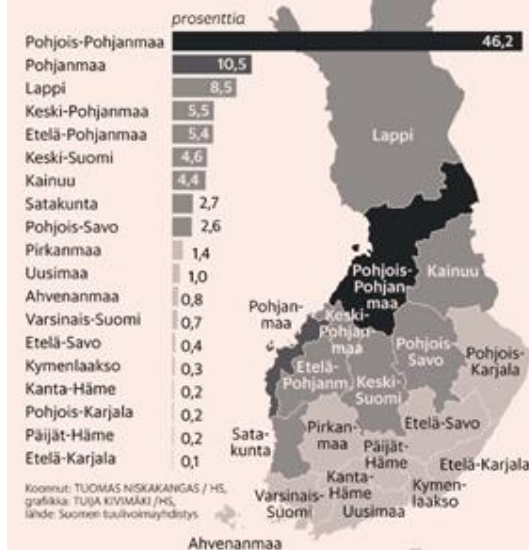 prosenttia
Pohjois-Pohjanmaa 46,2
Pohjanmaa 10,5
Lappi 8,5
Keski-Pohjanmaa 5,5
Etelä-Pohjanmaa 5,4
Keski-Suomi 4,6
Kainuu 4,4
Satakunta 2,7
Pohjois-Savo 2,6
Pirkanmaa 1,4
Uusimaa 1,0
Ahvenanmaa 0,8
Varsinais-Suomi 0,7
Etelä-Savo 0,4
Kymenlaakso 0,3
Kanta-Häme 0,2
Pohjois-Karjala 0,2
Päijät-Häme 0,2
Etelä-Karjala 0,1
Koonnut: TUOMAS NISKAKANGAS / HS,
grafiikka: TUIJA KIVIMÄKI /HS,
lähde: Suomen tuulivoimayhdistys
Lappi
Pohjois-
Pohjan-
maa
Kainuu
Pohjan-
maa
Keski-
Pohjan-
maa
Pohjois-
Savo
Pohjois-
Karjala
Etelä-
Pohjanm.
Keski-
Suomi
Etelä-Savo
Sata-
kunta
Pirkan-
maa
Päijät-
Häme
Etelä-Karjala
Kanta-
Häme
Kymen-
laakso
Varsinais-
Suomi
Uusimaa
Ahvenanmaa